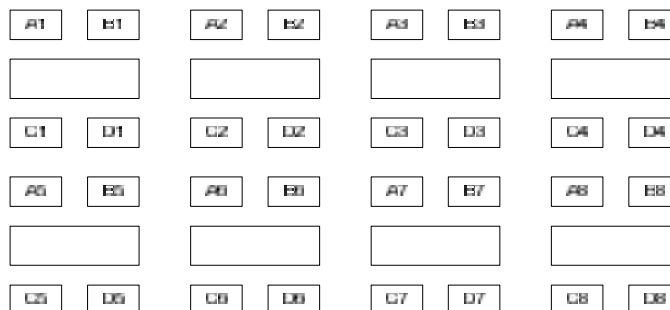 A1 B1 A2 B2 A3 B3 A4 B4
C1 D1 C2 D2 C3 D3 C4 D4
A5 B5 A6 B6 A7 B7 A8 B8
C5 D5 C6 D6 C7 D7 C8 D8